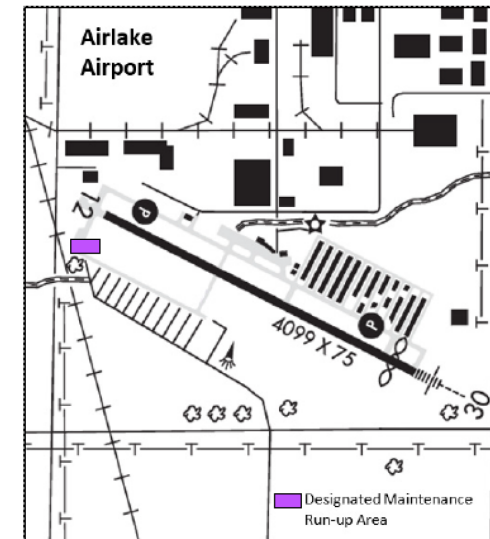 Airlake
Airport
12
P
4099 X 75
P
30
Designated Maintenance
Run-up Area